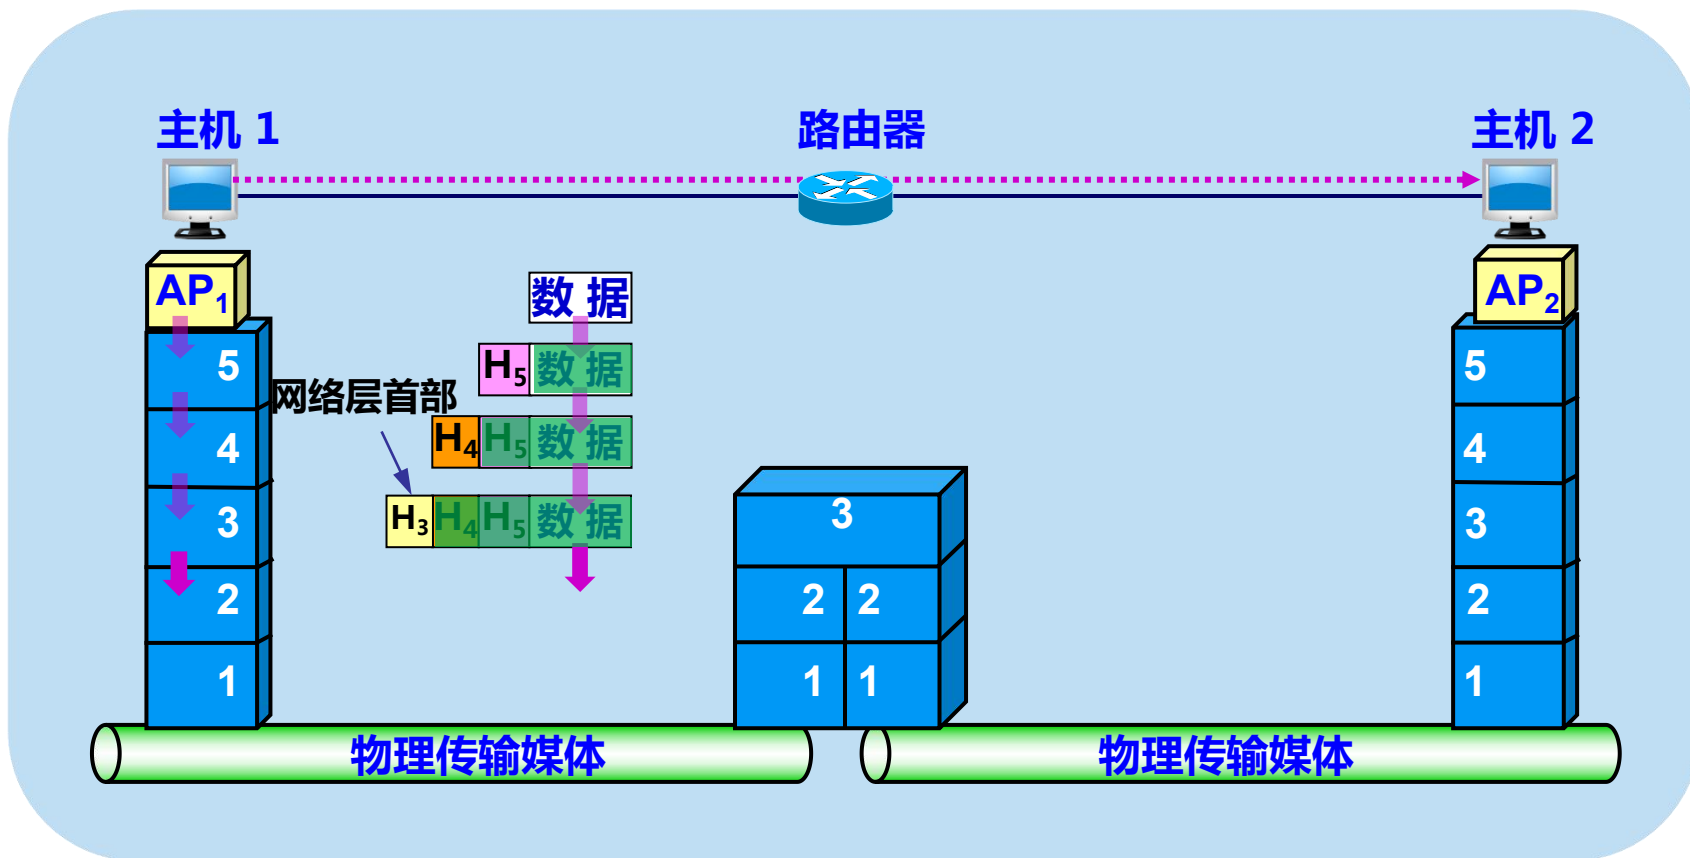 主机 1
路由器
主机 2
AP₁
数 据
AP₂
5
H₅ 数 据
5
网络层首部
4
H₄ H₅ 数 据
4
3
H₃ H₄ H₅ 数 据
3
3
2
2 2
2
1
1 1
1
物理传输媒体
物理传输媒体